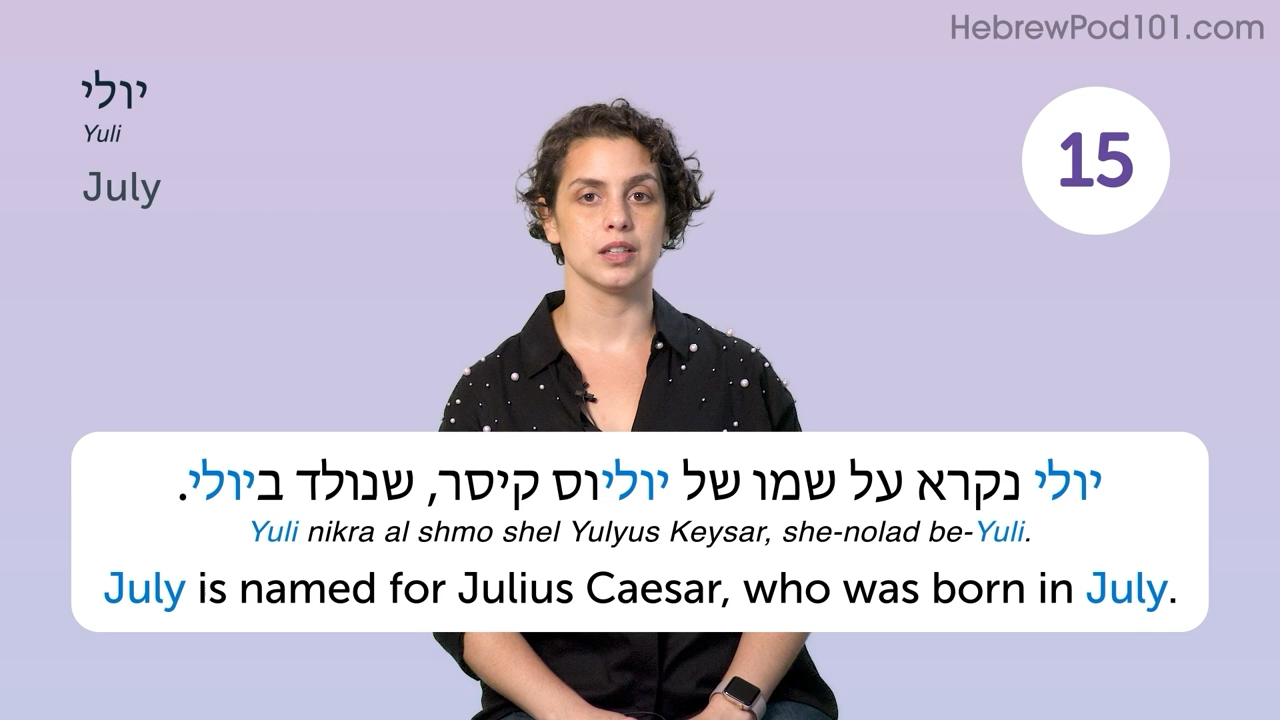 HebrewPod101.com
יולי
Yuli
July
15
יולי נקרא על שמו של יוליוס קיסר, שנולד ביולי.
Yuli nikra al shmo shel Yulyus Keysar, she-nolad be-Yuli.
July is named for Julius Caesar, who was born in July.